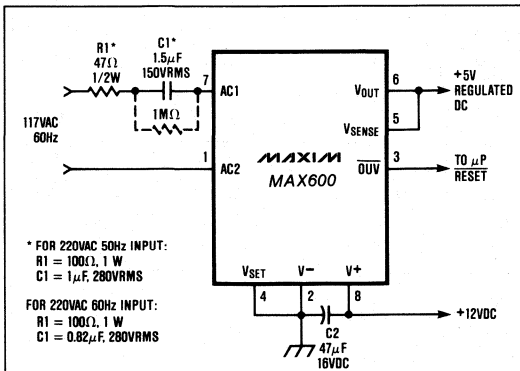 R1*
47Ω
1/2W
C1*
1.5µF
150VRMS
1MΩ
117VAC
60Hz
7
AC1
1
AC2
MAXIM
MAX600
VOUT
6
VSENSE
5
OUV
3
+5V
REGULATED
DC
TO µP
RESET
* FOR 220VAC 50Hz INPUT:
R1 = 100Ω, 1 W
C1 = 1µF, 280VRMS
FOR 220VAC 60Hz INPUT:
R1 = 100Ω, 1 W
C1 = 0.82µF, 280VRMS
VSET V− V+
4 2 8
C2
47µF
16VDC
+12VDC